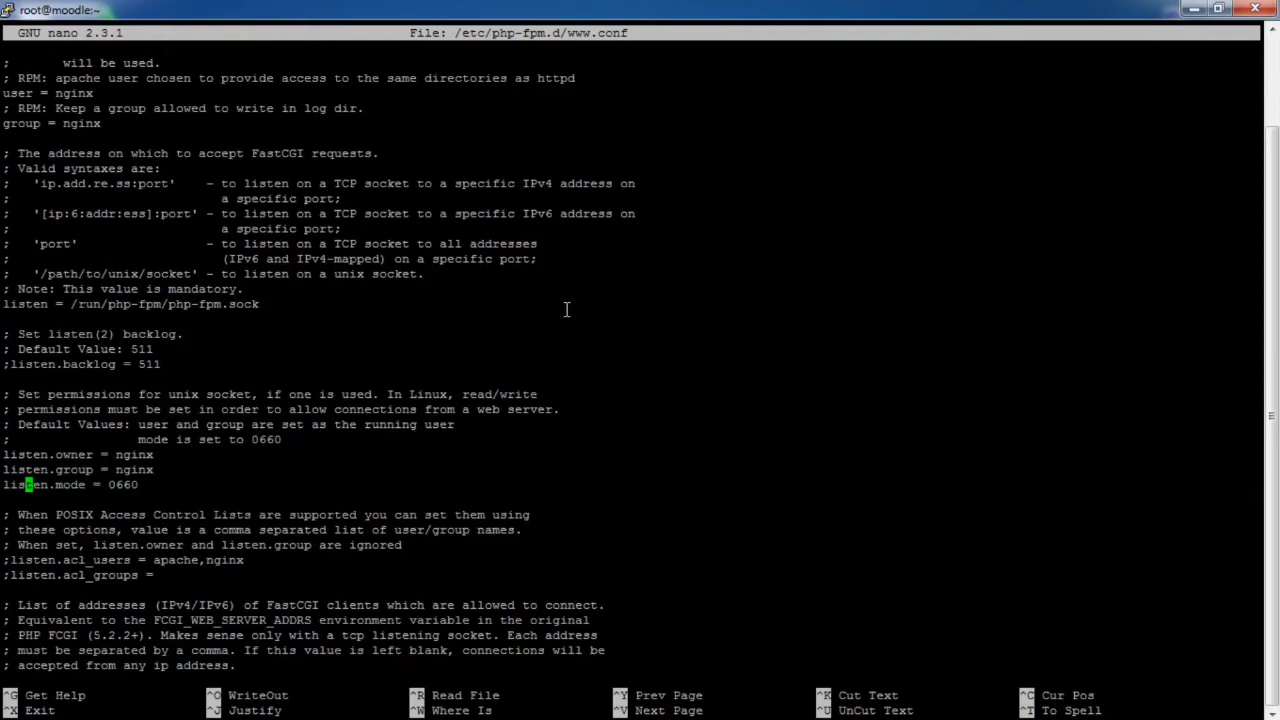 root@moodle:~
GNU nano 2.3.1 File: /etc/php-fpm.d/www.conf
; will be used.
; RPM: apache user chosen to provide access to the same directories as httpd
user = nginx
; RPM: Keep a group allowed to write in log dir.
group = nginx
; The address on which to accept FastCGI requests.
; Valid syntaxes are:
; 'ip.add.re.ss:port' - to listen on a TCP socket to a specific IPv4 address on
; a specific port;
; '[ip:6:addr:ess]:port' - to listen on a TCP socket to a specific IPv6 address on
; a specific port;
; 'port' - to listen on a TCP socket to all addresses
; (IPv6 and IPv4-mapped) on a specific port;
; '/path/to/unix/socket' - to listen on a unix socket.
; Note: This value is mandatory.
listen = /run/php-fpm/php-fpm.sock
; Set listen(2) backlog.
; Default Value: 511
;listen.backlog = 511
; Set permissions for unix socket, if one is used. In Linux, read/write
; permissions must be set in order to allow connections from a web server.
; Default Values: user and group are set as the running user
; mode is set to 0660
listen.owner = nginx
listen.group = nginx
listen.mode = 0660
; When POSIX Access Control Lists are supported you can set them using
; these options, value is a comma separated list of user/group names.
; When set, listen.owner and listen.group are ignored
;listen.acl_users = apache,nginx
;listen.acl_groups =
; List of addresses (IPv4/IPv6) of FastCGI clients which are allowed to connect.
; Equivalent to the FCGI_WEB_SERVER_ADDRS environment variable in the original
; PHP FCGI (5.2.2+). Makes sense only with a tcp listening socket. Each address
; must be separated by a comma. If this value is left blank, connections will be
; accepted from any ip address.
^G Get Help ^O WriteOut ^R Read File ^Y Prev Page ^K Cut Text ^C Cur Pos
^X Exit ^J Justify ^W Where Is ^V Next Page ^U UnCut Text ^T To Spell